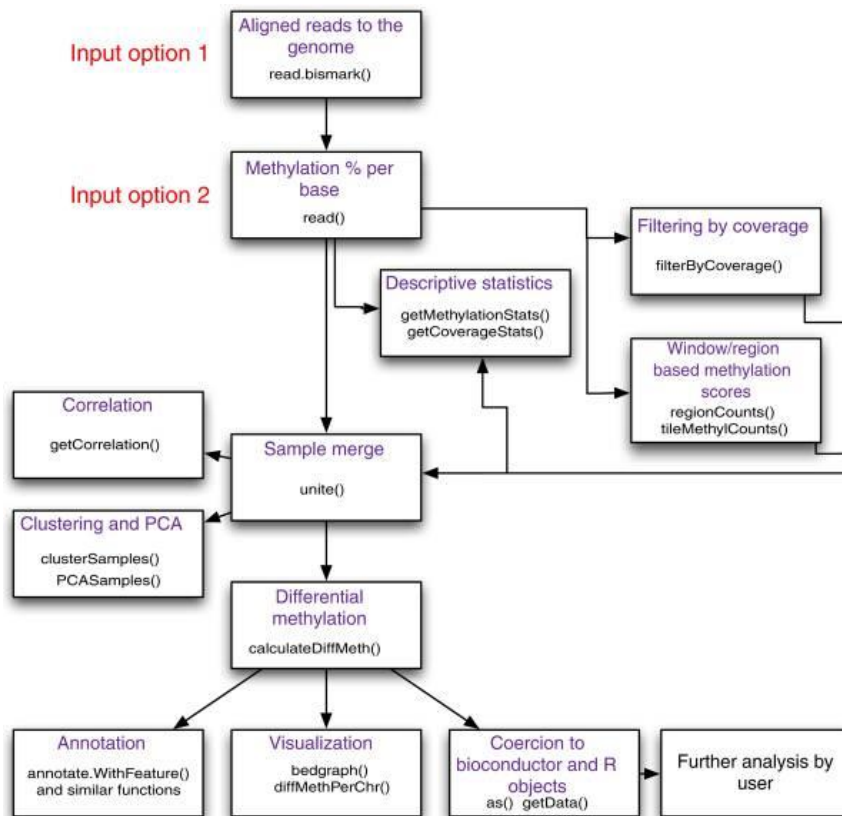 Input option 1
Aligned reads to the
genome
read.bismark()
Input option 2
Methylation % per
base
read()
Filtering by coverage
filterByCoverage()
Descriptive statistics
getMethylationStats()
getCoverageStats()
Window/region
based methylation
scores
regionCounts()
tileMethylCounts()
Correlation
getCorrelation()
Sample merge
unite()
Clustering and PCA
clusterSamples()
PCASamples()
Differential
methylation
calculateDiffMeth()
Annotation
annotate.WithFeature()
and similar functions
Visualization
bedgraph()
diffMethPerChr()
Coercion to
bioconductor and R
objects
as() getData()
Further analysis by
user